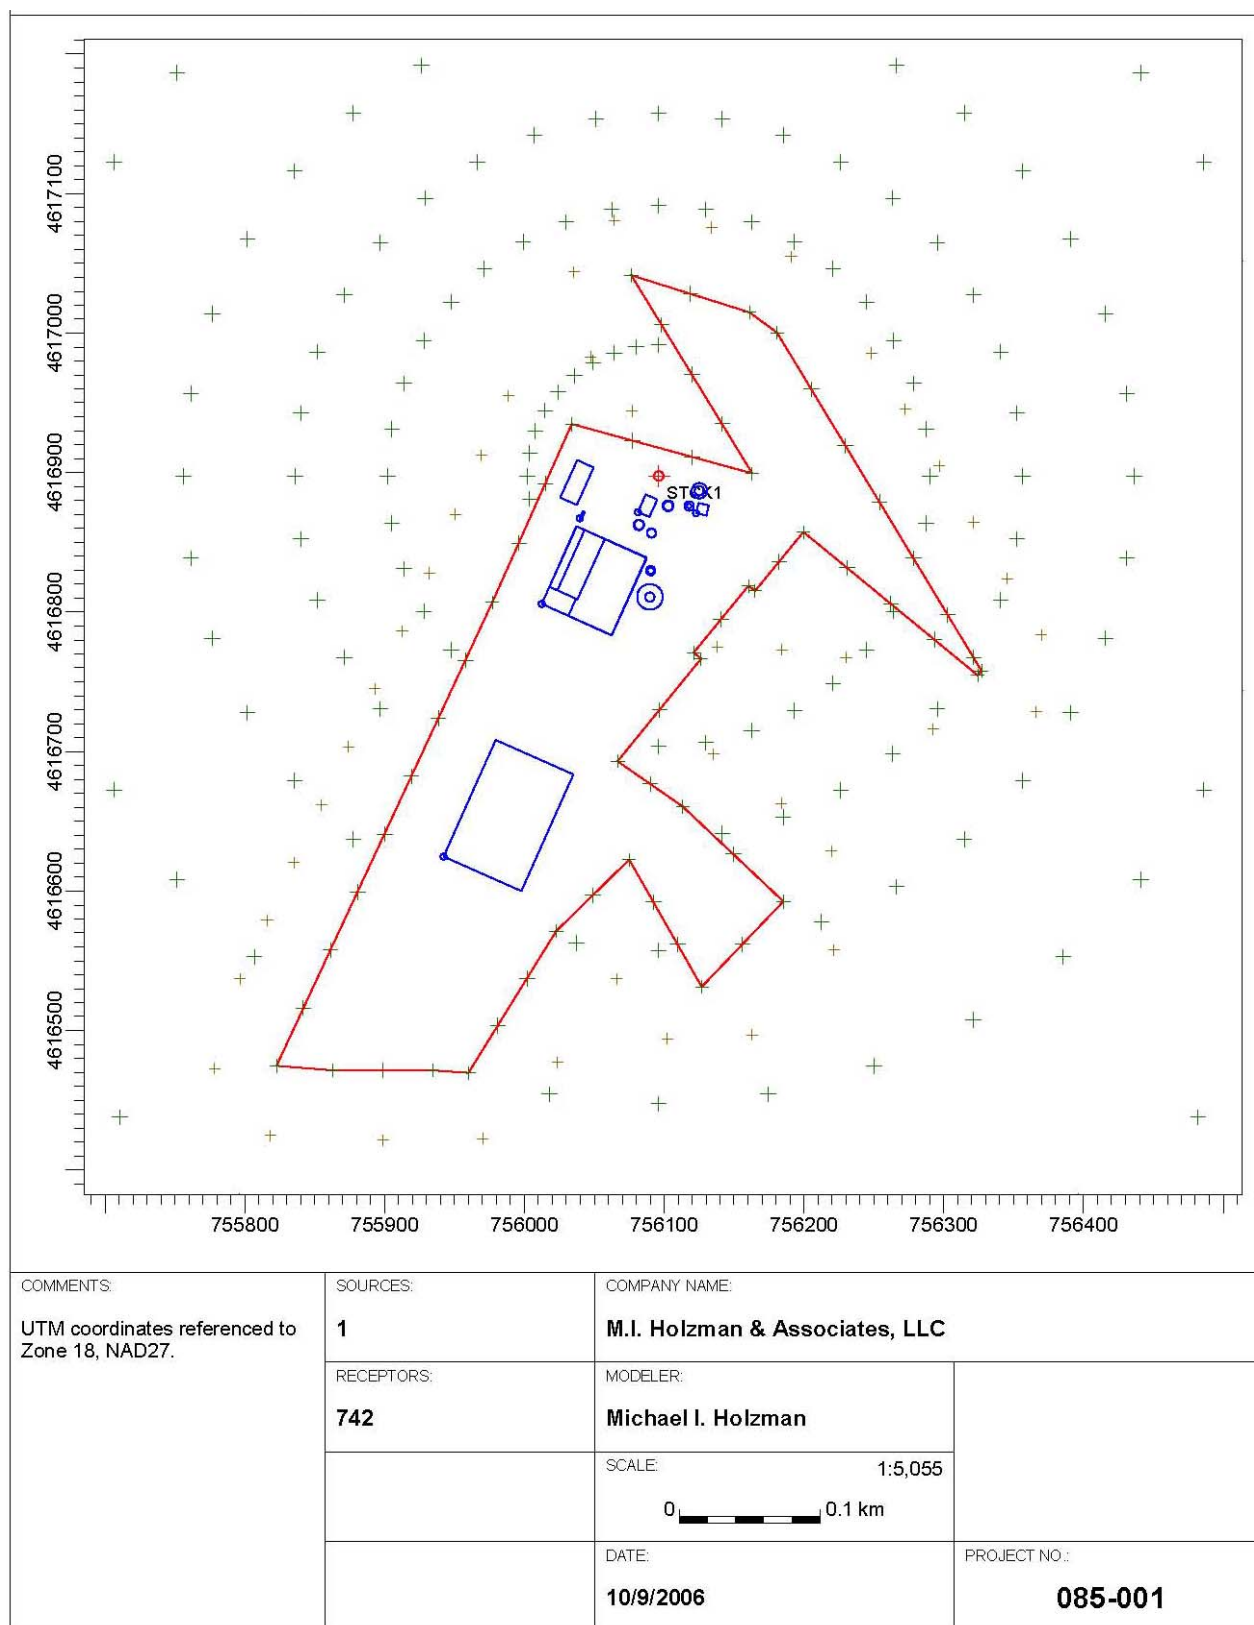 4617100
4617000
4616900
4616800
4616700
4616600
4616500
STCK1
755800 755900 756000 756100 756200 756300 756400
COMMENTS:
UTM coordinates referenced to
Zone 18, NAD27.
SOURCES:
1
COMPANY NAME:
M.I. Holzman & Associates, LLC
RECEPTORS:
742
MODELER:
Michael I. Holzman
SCALE:
1:5,055
0 0.1 km
DATE:
10/9/2006
PROJECT NO.:
085-001